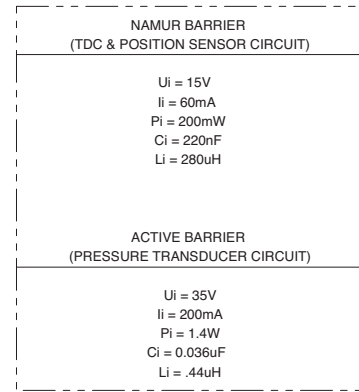 NAMUR BARRIER
(TDC & POSITION SENSOR CIRCUIT)
Ui = 15V
Ii = 60mA
Pi = 200mW
Ci = 220nF
Li = 280uH
ACTIVE BARRIER
(PRESSURE TRANSDUCER CIRCUIT)
Ui = 35V
Ii = 200mA
Pi = 1.4W
Ci = 0.036uF
Li = .44uH